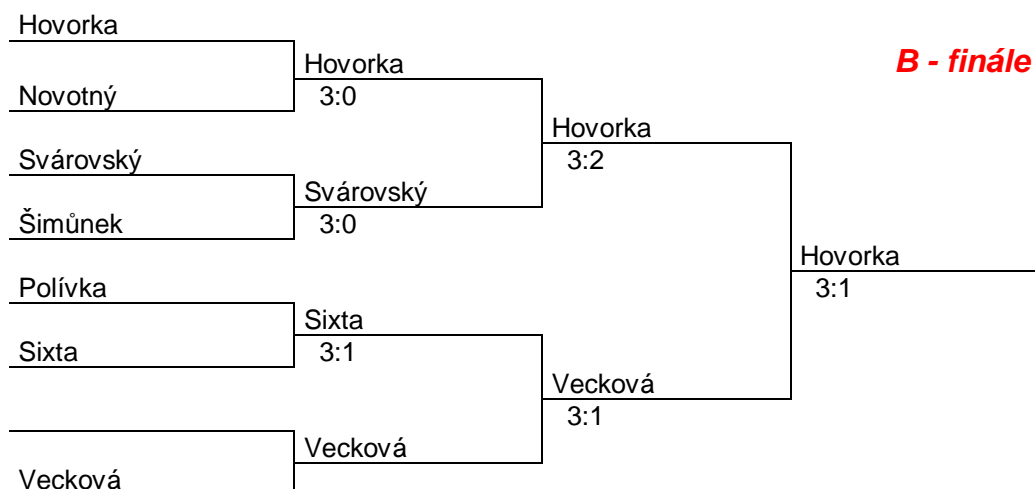 Hovorka
Hovorka
B - finále
Novotný
3:0
Hovorka
Svárovský
3:2
Svárovský
Šimůnek
3:0
Hovorka
Polívka
3:1
Sixta
Sixta
3:1
Vecková
3:1
Vecková
Vecková